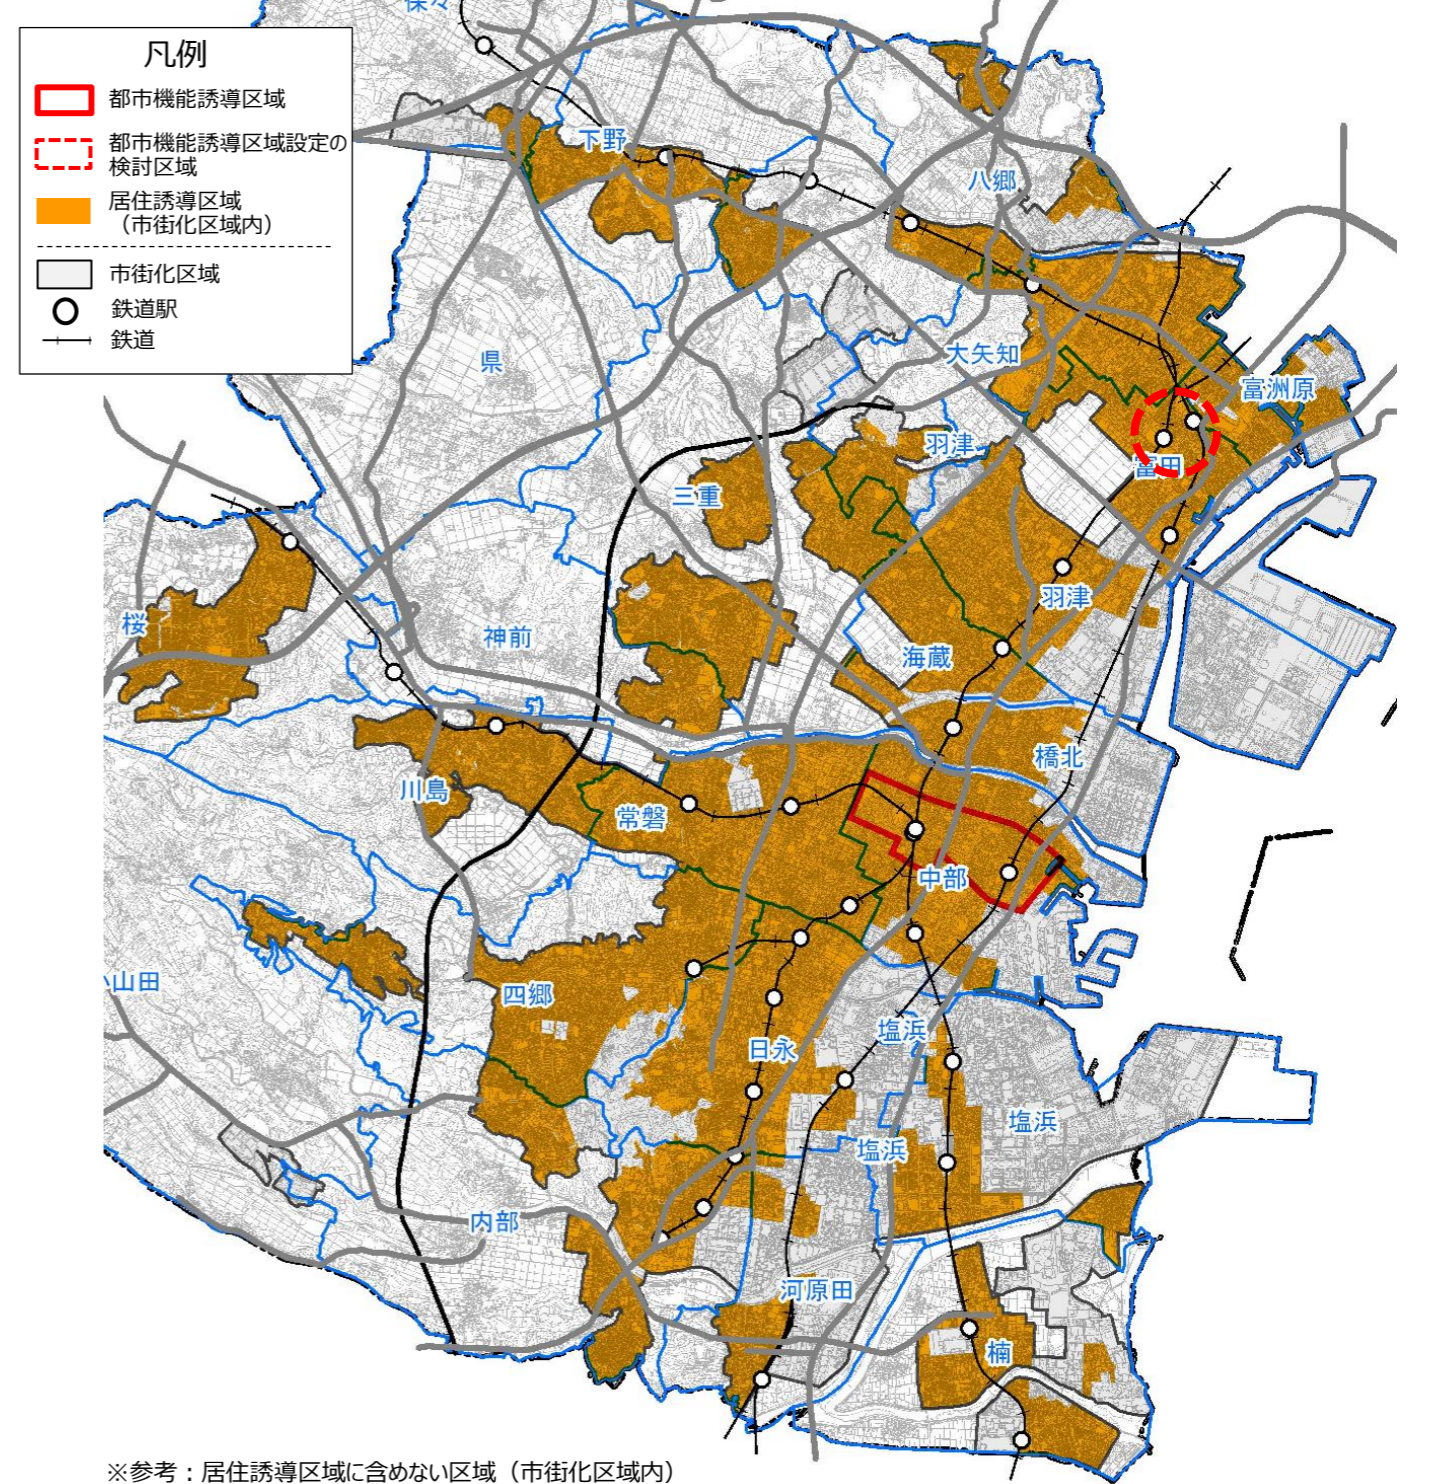 保々
凡例
都市機能誘導区域
都市機能誘導区域設定の
検討区域
居住誘導区域
（市街化区域内）
市街化区域
鉄道駅
鉄道
下野
八郷
県
大矢知
富洲原
羽津
富田
三重
羽津
桜
神前
海蔵
橋北
川島
常磐
中部
小山田
四郷
塩浜
日永
塩浜
塩浜
内部
河原田
楠
※参考：居住誘導区域に含めない区域（市街化区域内）